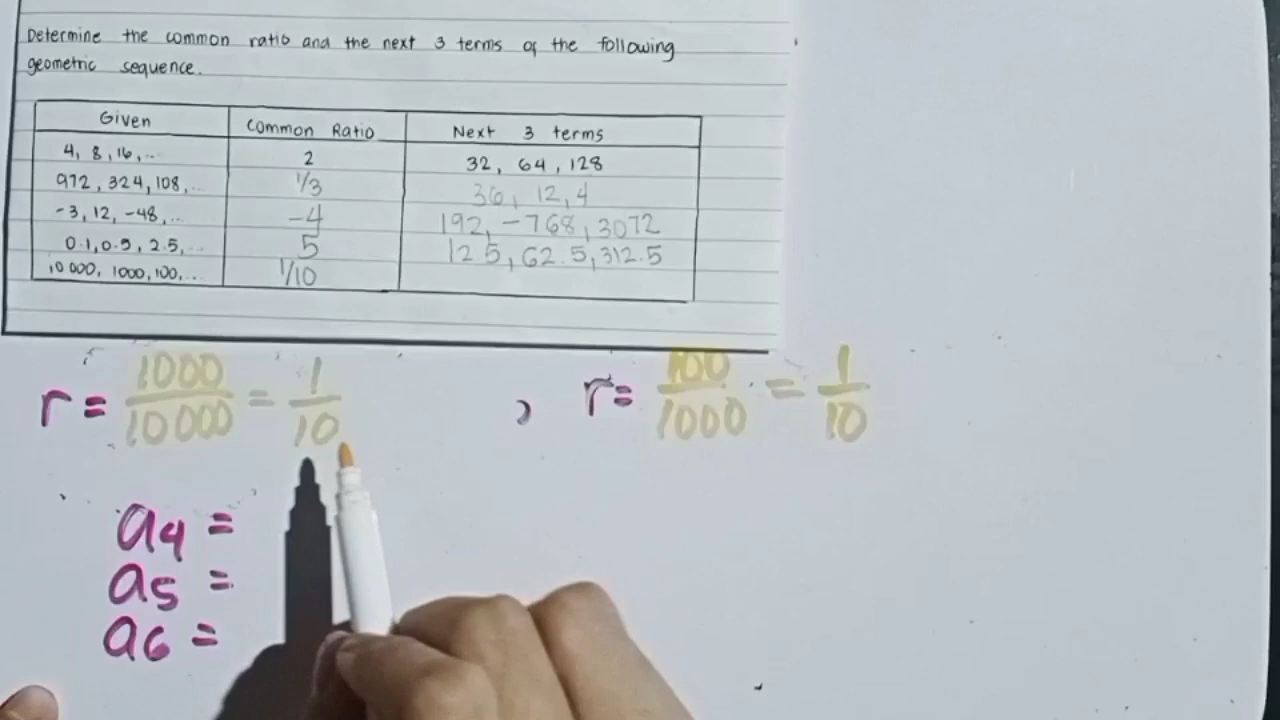 Determine the common ratio and the next 3 terms of the following
geometric sequence.
Given Common Ratio Next 3 terms
4, 8, 16, ... 2 32, 64, 128
972, 324, 108, ... 1/3 36, 12, 4
-3, 12, -48, ... -4 192, -768, 3072
0.1, 0.5, 2.5, ... 5 12.5, 62.5, 312.5
10 000, 1000, 100, ... 1/10
r = 1000/10 000 = 1/10 , r = 100/1000 = 1/10
a4 =
a5 =
a6 =